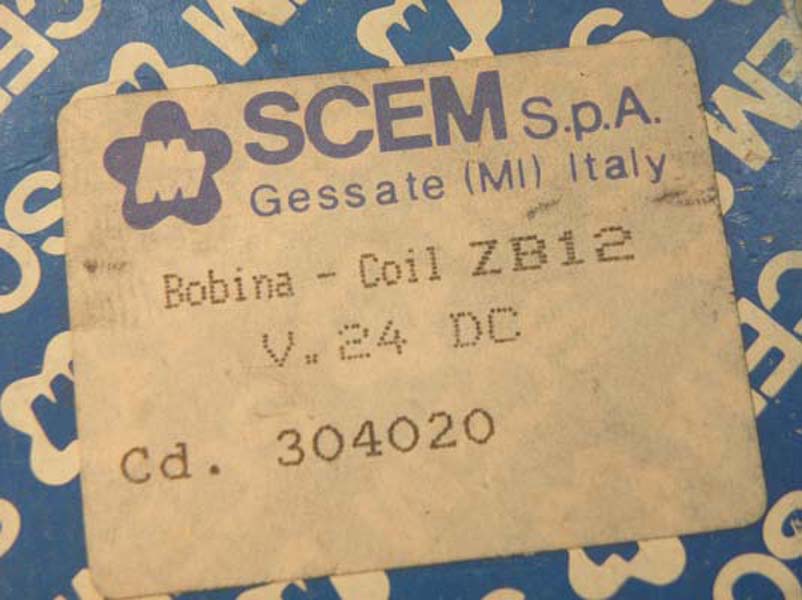 SCEM S.p.A.
Gessate (MI) Italy
Bobina - Coil ZB12
V.24 DC
Cd. 304020